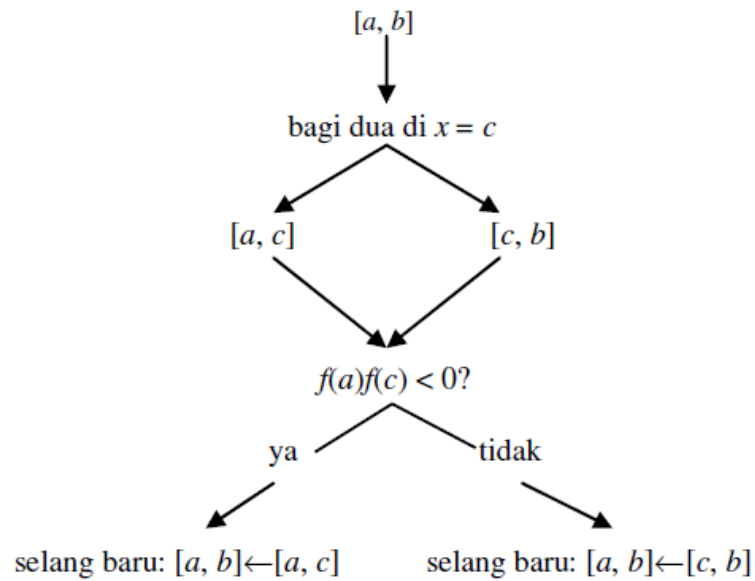 [a, b]
bagi dua di x = c
[a, c]
[c, b]
f(a)f(c) < 0?
ya
tidak
selang baru: [a, b]←[a, c]
selang baru: [a, b]←[c, b]